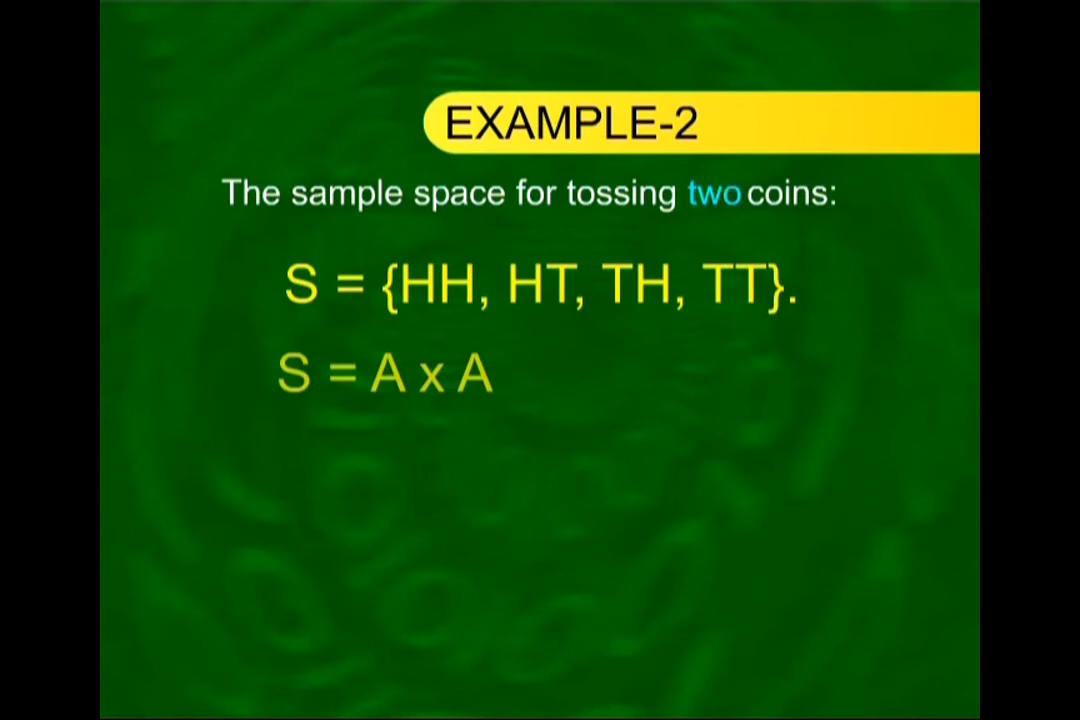 EXAMPLE-2
The sample space for tossing two coins:
S = {HH, HT, TH, TT}.
S = A x A